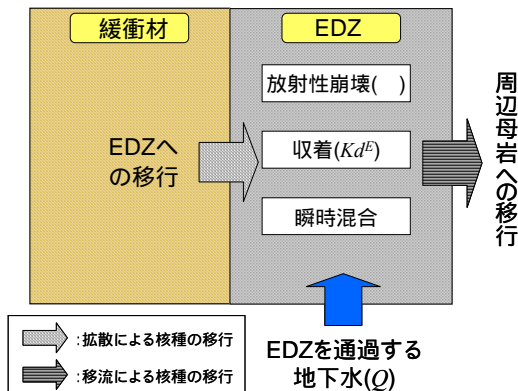 緩衝材
EDZ
放射性崩壊( )
EDZへ
の移行
収着(Kdᴱ)
瞬時混合
周辺母岩への移行
:拡散による核種の移行
:移流による核種の移行
EDZを通過する
地下水(Q)